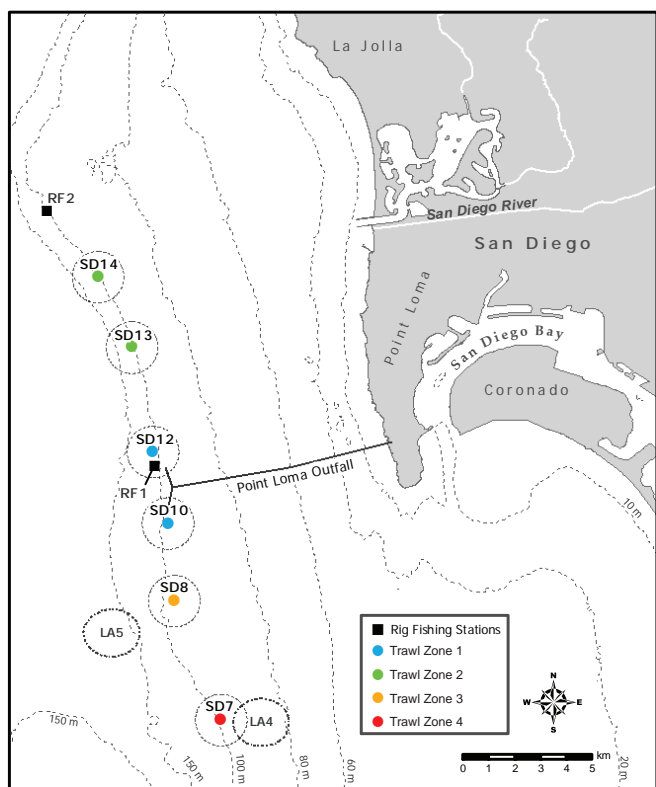 La Jolla
RF2
San Diego River
San Diego
SD14
Point Loma
SD13
San Diego Bay
Coronado
SD12
Point Loma Outfall
RF1
SD10
10 m
SD8
LA5
Rig Fishing Stations
Trawl Zone 1
Trawl Zone 2
Trawl Zone 3
Trawl Zone 4
SD7
LA4
N
W E
S
150 m
150 m
100 m
80 m
60 m
20 m
km
0 1 2 3 4 5